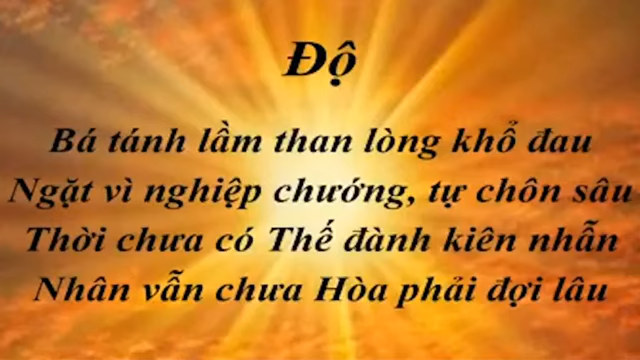 Độ
Bá tánh lầm than lòng khổ đau
Ngặt vì nghiệp chướng, tự chôn sâu
Thời chưa có Thế đành kiên nhẫn
Nhân vẫn chưa Hòa phải đợi lâu